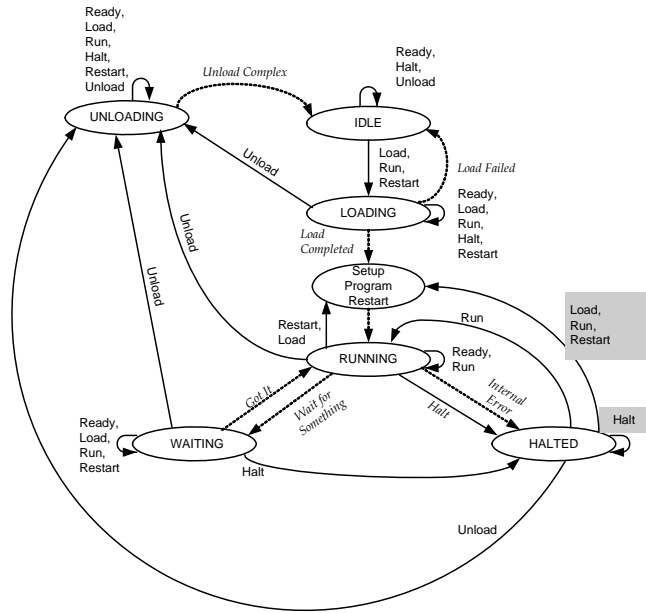 Ready,
Load,
Run,
Halt,
Restart,
Unload
Unload Complex
Ready,
Halt,
Unload
UNLOADING
IDLE
Unload
Load,
Run,
Restart
Load Failed
LOADING
Ready,
Load,
Run,
Halt,
Restart
Load
Completed
Unload
Unload
Setup
Program
Restart
Load,
Run,
Restart
Restart,
Load
Run
RUNNING
Ready,
Run
Got It
Wait for
Something
Halt
Internal
Error
Halt
Ready,
Load,
Run,
Restart
WAITING
HALTED
Halt
Unload